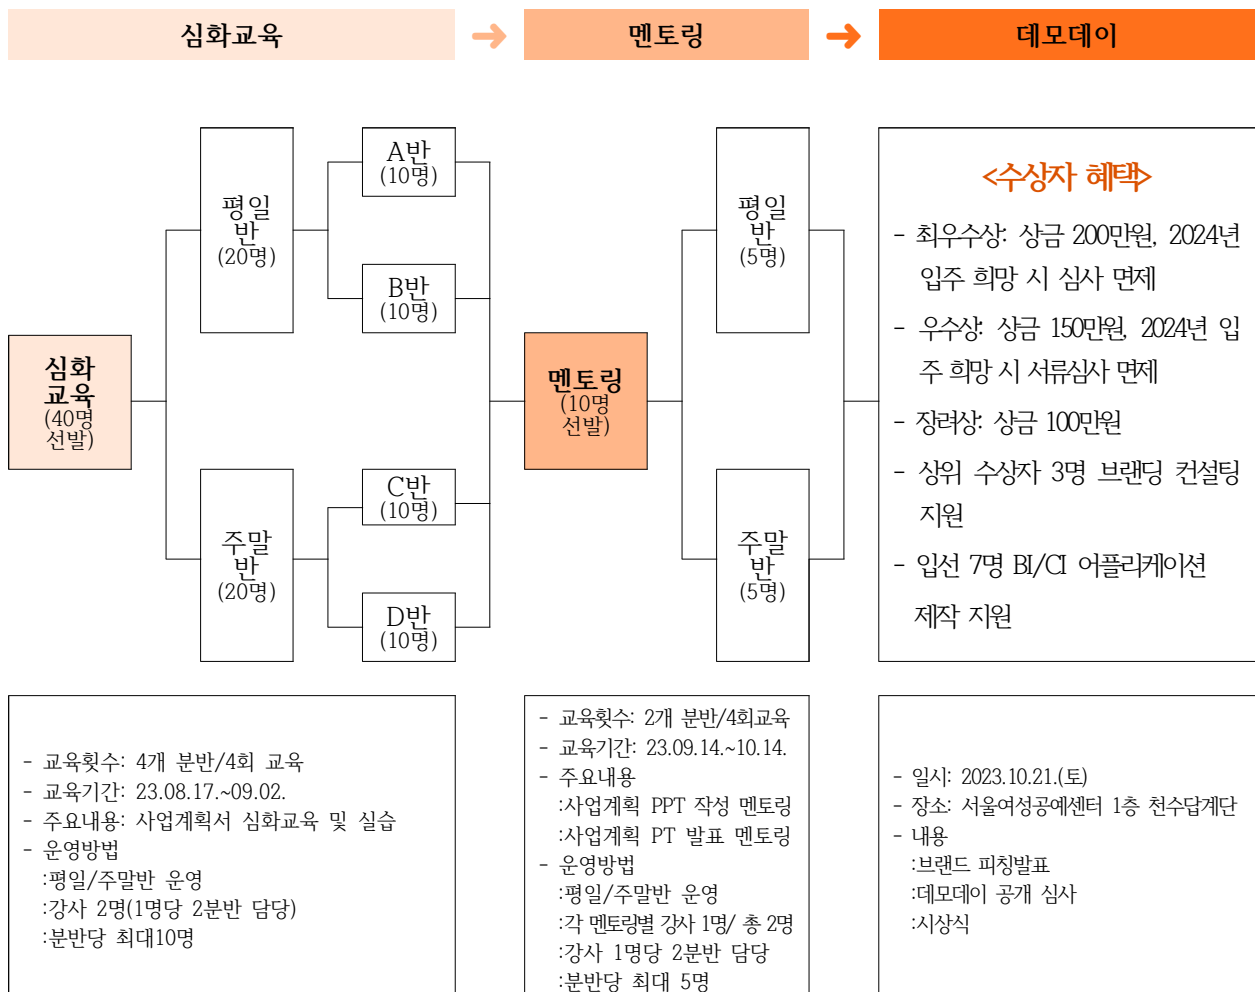 심화교육
멘토링
데모데이
심화
교육
(40명
선발)
평일
반
(20명)
주말
반
(20명)
A반
(10명)
B반
(10명)
C반
(10명)
D반
(10명)
멘토링
(10명
선발)
평일
반
(5명)
주말
반
(5명)
<수상자 혜택>
- 최우수상: 상금 200만원, 2024년
입주 희망 시 심사 면제
- 우수상: 상금 150만원, 2024년 입
주 희망 시 서류심사 면제
- 장려상: 상금 100만원
- 상위 수상자 3명 브랜딩 컨설팅
지원
- 입선 7명 BI/CI 어플리케이션
제작 지원
- 교육횟수: 4개 분반/4회 교육
- 교육기간: 23.08.17.~09.02.
- 주요내용: 사업계획서 심화교육 및 실습
- 운영방법
:평일/주말반 운영
:강사 2명(1명당 2분반 담당)
:분반당 최대10명
- 교육횟수: 2개 분반/4회교육
- 교육기간: 23.09.14.~10.14.
- 주요내용
:사업계획 PPT 작성 멘토링
:사업계획 PT 발표 멘토링
- 운영방법
:평일/주말반 운영
:각 멘토링별 강사 1명/ 총 2명
:강사 1명당 2분반 담당
:분반당 최대 5명
- 일시: 2023.10.21.(토)
- 장소: 서울여성공예센터 1층 천수답계단
- 내용
:브랜드 피칭발표
:데모데이 공개 심사
:시상식